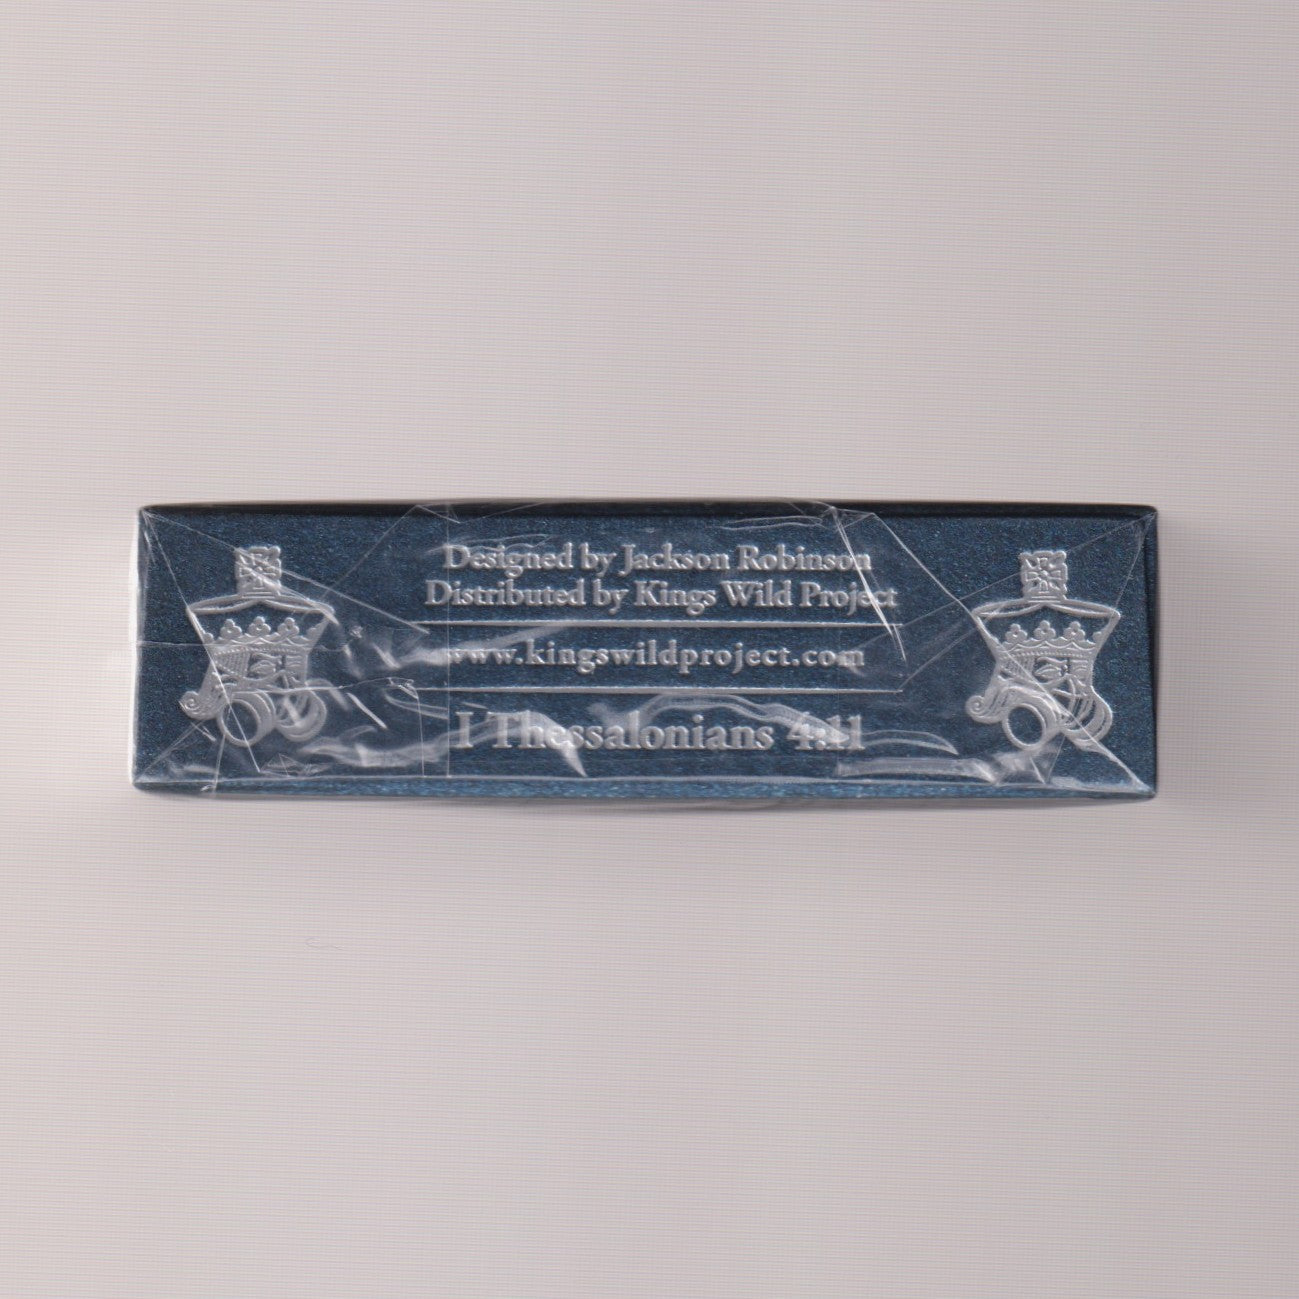 Designed by Jackson Robinson
Distributed by Kings Wild Project
www.kingswildproject.com
I Thessalonians 4:11